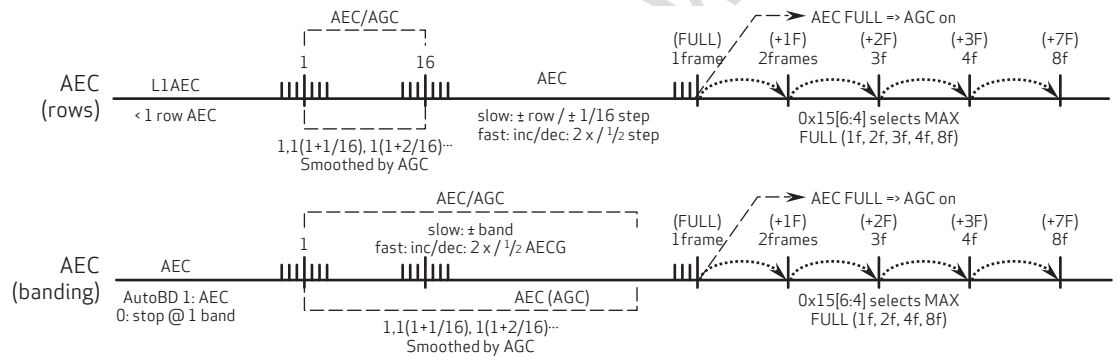 AEC/AGC
AEC FULL => AGC on
(FULL) (+1F) (+2F) (+3F) (+7F)
1 16 1frame 2frames 3f 4f 8f
AEC
(rows)
L1AEC AEC
< 1 row AEC
slow: ± row / ± 1/16 step
fast: inc/dec: 2 x / 1/2 step
0x15[6:4] selects MAX
FULL (1f, 2f, 3f, 4f, 8f)
1,1(1+1/16), 1(1+2/16)···
Smoothed by AGC
AEC/AGC
AEC FULL => AGC on
(FULL) (+1F) (+2F) (+3F) (+7F)
1frame 2frames 3f 4f 8f
slow: ± band
1 fast: inc/dec: 2 x / 1/2 AECG
AEC
(banding)
AEC
AutoBD 1: AEC
0: stop @ 1 band
AEC (AGC)
0x15[6:4] selects MAX
FULL (1f, 2f, 4f, 8f)
1,1(1+1/16), 1(1+2/16)···
Smoothed by AGC